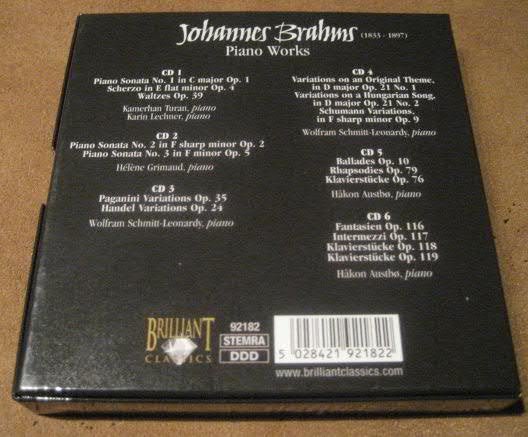 Johannes Brahms (1833 - 1897)
Piano Works
CD 1
Piano Sonata No. 1 in C major Op. 1
Scherzo in E flat minor Op. 4
Waltzes Op. 39
Kamerhan Turan, piano
Karin Lechner, piano
CD 2
Piano Sonata No. 2 in F sharp minor Op. 2
Piano Sonata No. 3 in F minor Op. 5
Hélène Grimaud, piano
CD 3
Paganini Variations Op. 35
Handel Variations Op. 24
Wolfram Schmitt-Leonardy, piano
CD 4
Variations on an Original Theme,
in D major Op. 21 No. 1
Variations on a Hungarian Song,
in D major Op. 21 No. 2
Schumann Variations,
in F sharp minor Op. 9
Wolfram Schmitt-Leonardy, piano
CD 5
Ballades Op. 10
Rhapsodies Op. 79
Klavierstücke Op. 76
Håkon Austbø, piano
CD 6
Fantasien Op. 116
Intermezzi Op. 117
Klavierstücke Op. 118
Klavierstücke Op. 119
Håkon Austbø, piano
BRILLIANT
CLASSICS
92182
STEMRA
DDD
5 028421 921822
www.brilliantclassics.com